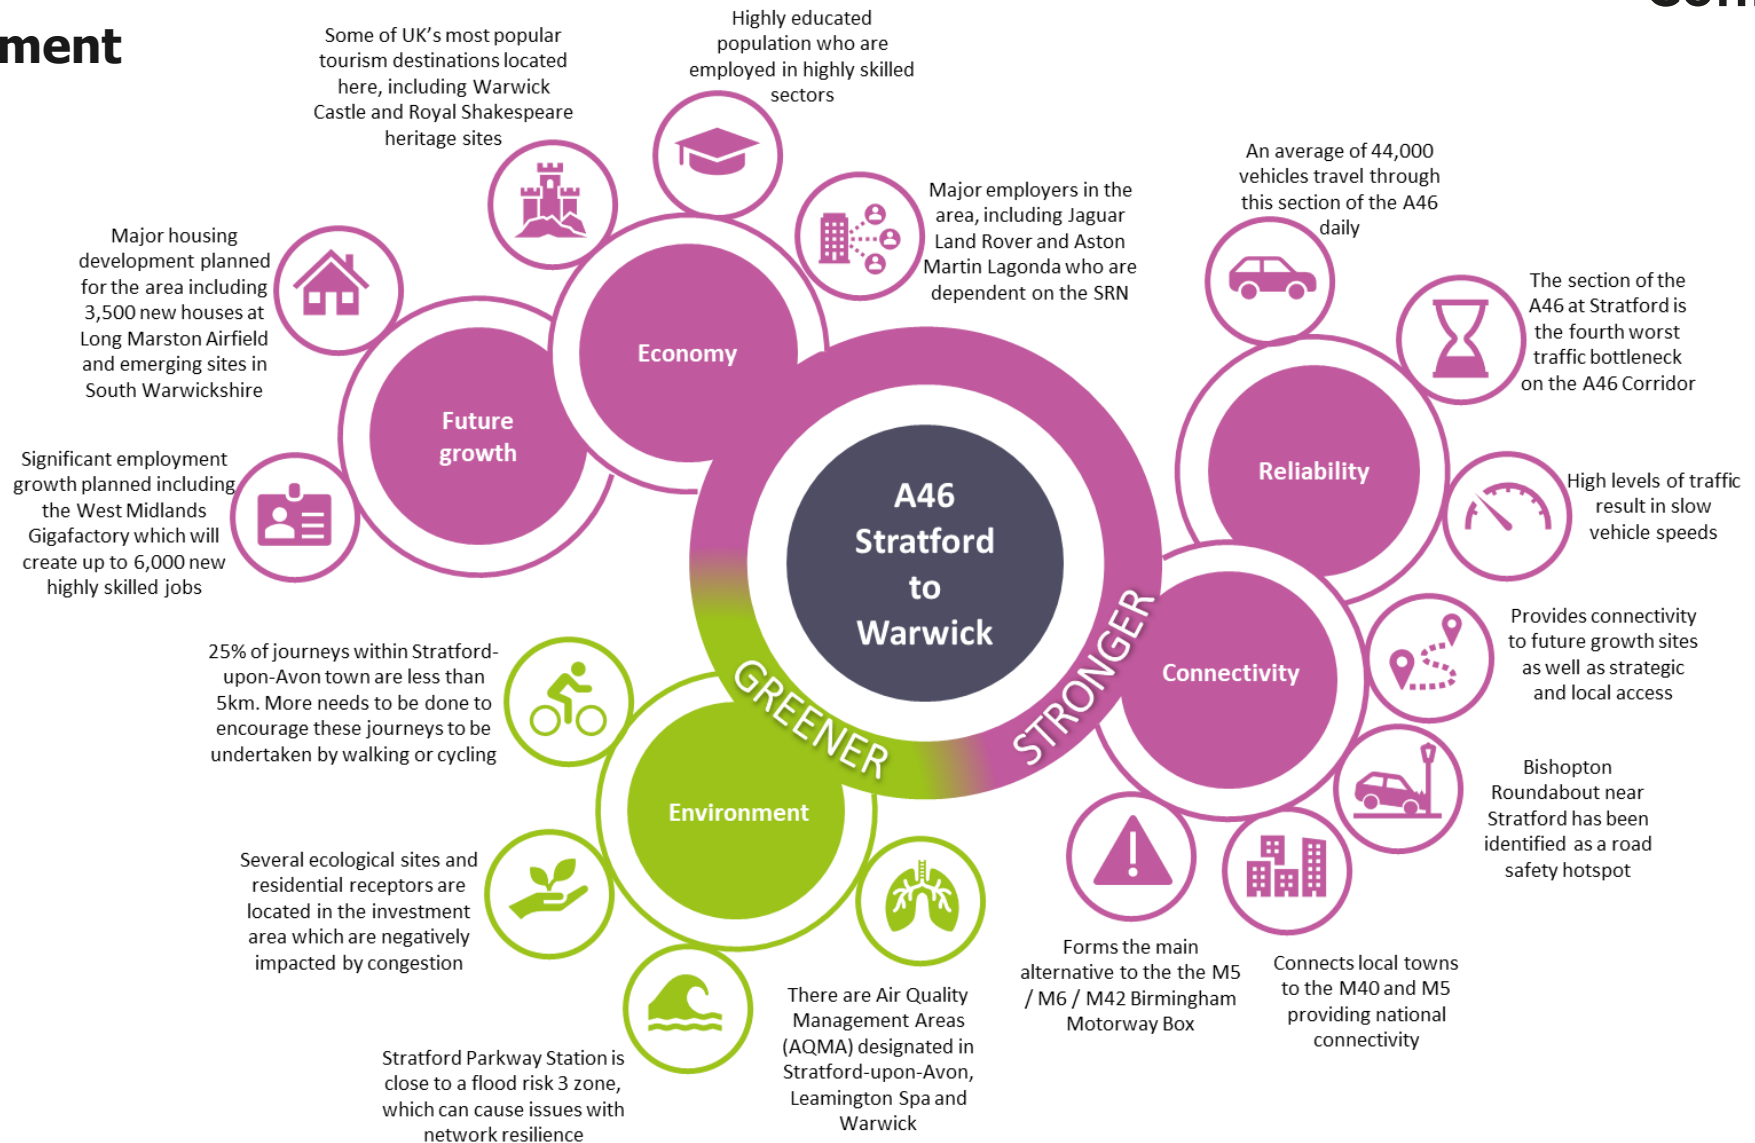 ment
Some of UK's most popular
tourism destinations located
here, including Warwick
Castle and Royal Shakespeare
heritage sites
Highly educated
population who are
employed in highly skilled
sectors
Major employers in the
area, including Jaguar
Land Rover and Aston
Martin Lagonda who are
dependent on the SRN
Major housing
development planned
for the area including
3,500 new houses at
Long Marston Airfield
and emerging sites in
South Warwickshire
Significant employment
growth planned including
the West Midlands
Gigafactory which will
create up to 6,000 new
highly skilled jobs
Economy
Future
growth
A46
Stratford
to
Warwick
GREENER
STRONGER
An average of 44,000
vehicles travel through
this section of the A46
daily
The section of the
A46 at Stratford is
the fourth worst
traffic bottleneck
on the A46 Corridor
High levels of traffic
result in slow
vehicle speeds
Reliability
Connectivity
Provides connectivity
to future growth sites
as well as strategic
and local access
Bishopton
Roundabout near
Stratford has been
identified as a road
safety hotspot
Connects local towns
to the M40 and M5
providing national
connectivity
Forms the main
alternative to the the M5
/ M6 / M42 Birmingham
Motorway Box
25% of journeys within Stratford-
upon-Avon town are less than
5km. More needs to be done to
encourage these journeys to be
undertaken by walking or cycling
Environment
Several ecological sites and
residential receptors are
located in the investment
area which are negatively
impacted by congestion
Stratford Parkway Station is
close to a flood risk 3 zone,
which can cause issues with
network resilience
There are Air Quality
Management Areas
(AQMA) designated in
Stratford-upon-Avon,
Leamington Spa and
Warwick